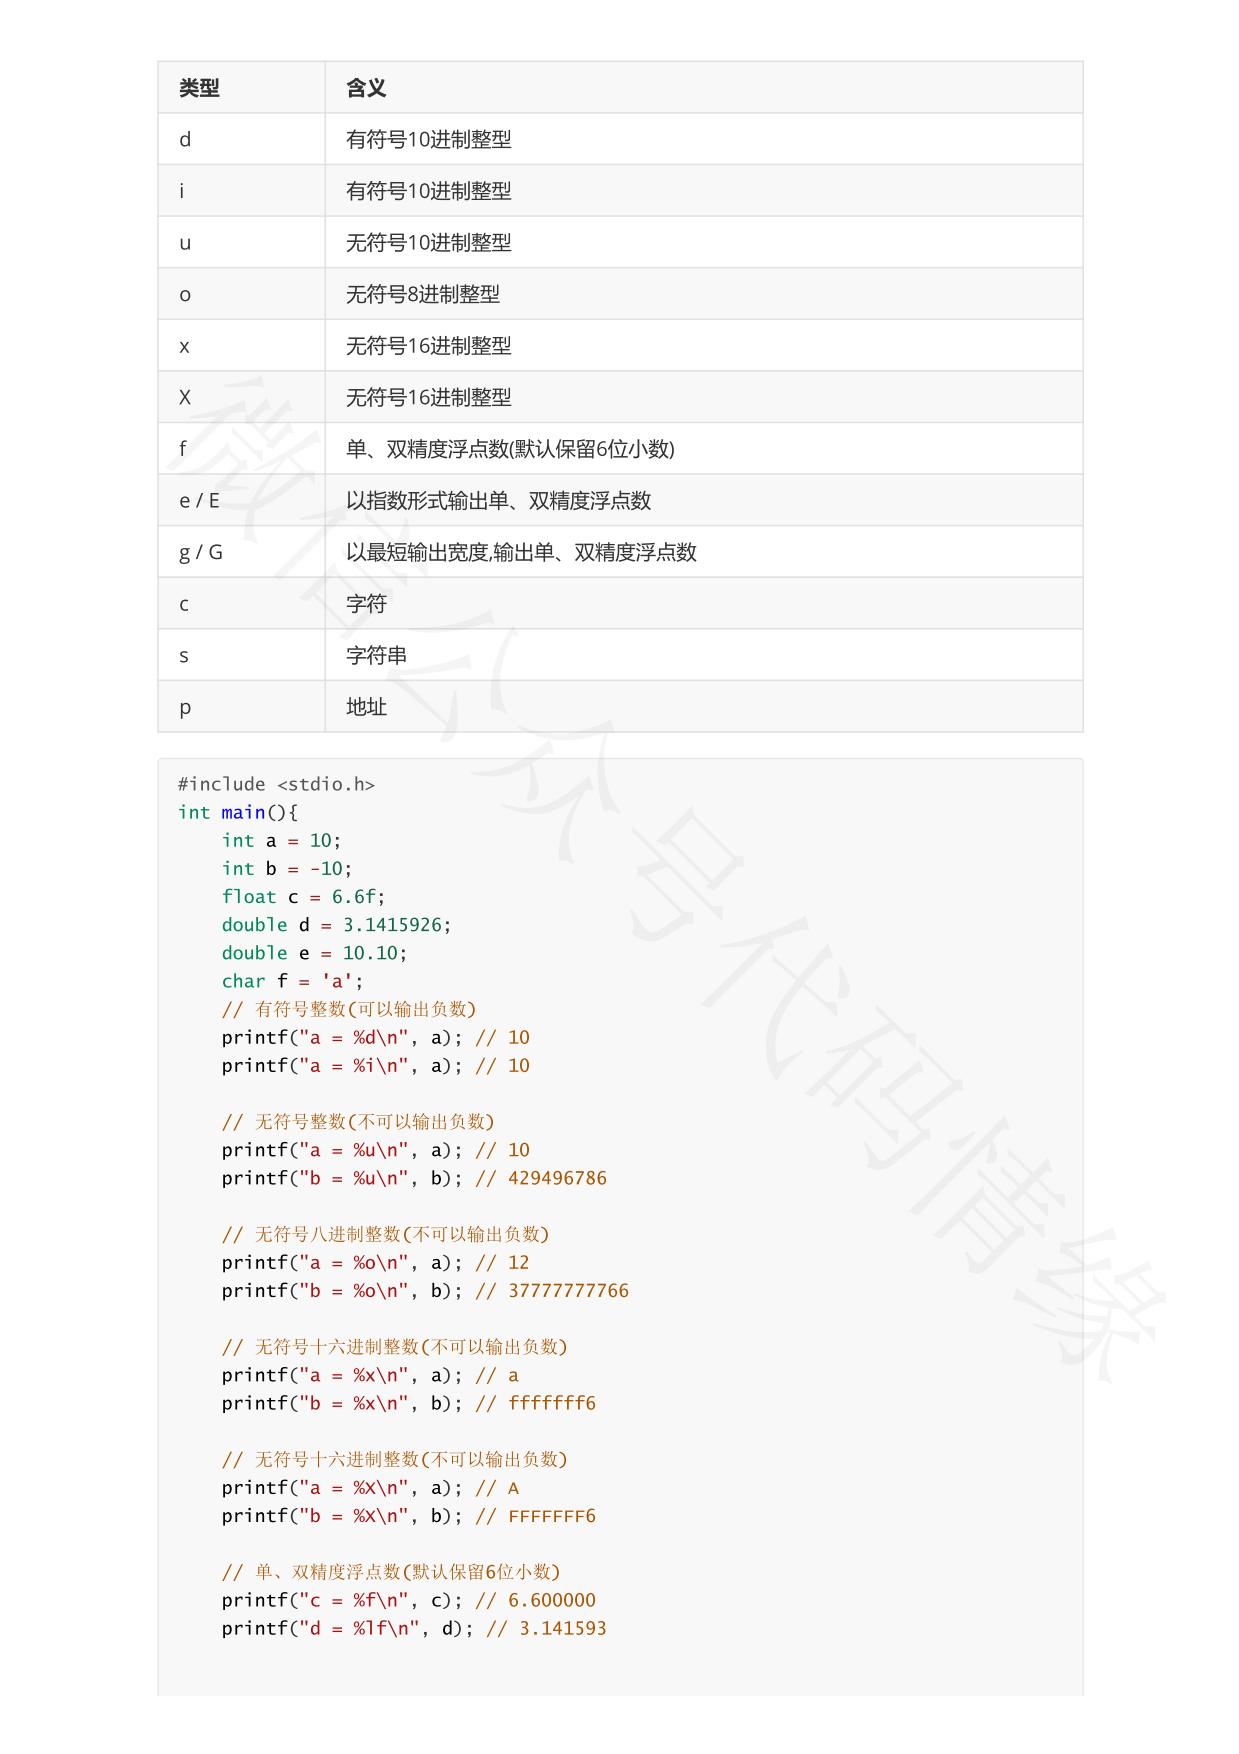 类型 含义
d 有符号10进制整型
i 有符号10进制整型
u 无符号10进制整型
o 无符号8进制整型
x 无符号16进制整型
X 无符号16进制整型
f 单、双精度浮点数(默认保留6位小数)
e / E 以指数形式输出单、双精度浮点数
g / G 以最短输出宽度,输出单、双精度浮点数
c 字符
s 字符串
p 地址
#include <stdio.h>
int main(){
    int a = 10;
    int b = -10;
    float c = 6.6f;
    double d = 3.1415926;
    double e = 10.10;
    char f = 'a';
    // 有符号整数(可以输出负数)
    printf("a = %d\n", a); // 10
    printf("a = %i\n", a); // 10
    // 无符号整数(不可以输出负数)
    printf("a = %u\n", a); // 10
    printf("b = %u\n", b); // 429496786
    // 无符号八进制整数(不可以输出负数)
    printf("a = %o\n", a); // 12
    printf("b = %o\n", b); // 37777777766
    // 无符号十六进制整数(不可以输出负数)
    printf("a = %x\n", a); // a
    printf("b = %x\n", b); // fffffff6
    // 无符号十六进制整数(不可以输出负数)
    printf("a = %X\n", a); // A
    printf("b = %X\n", b); // FFFFFFF6
    // 单、双精度浮点数(默认保留6位小数)
    printf("c = %f\n", c); // 6.600000
    printf("d = %lf\n", d); // 3.141593
微信公众号代码情缘